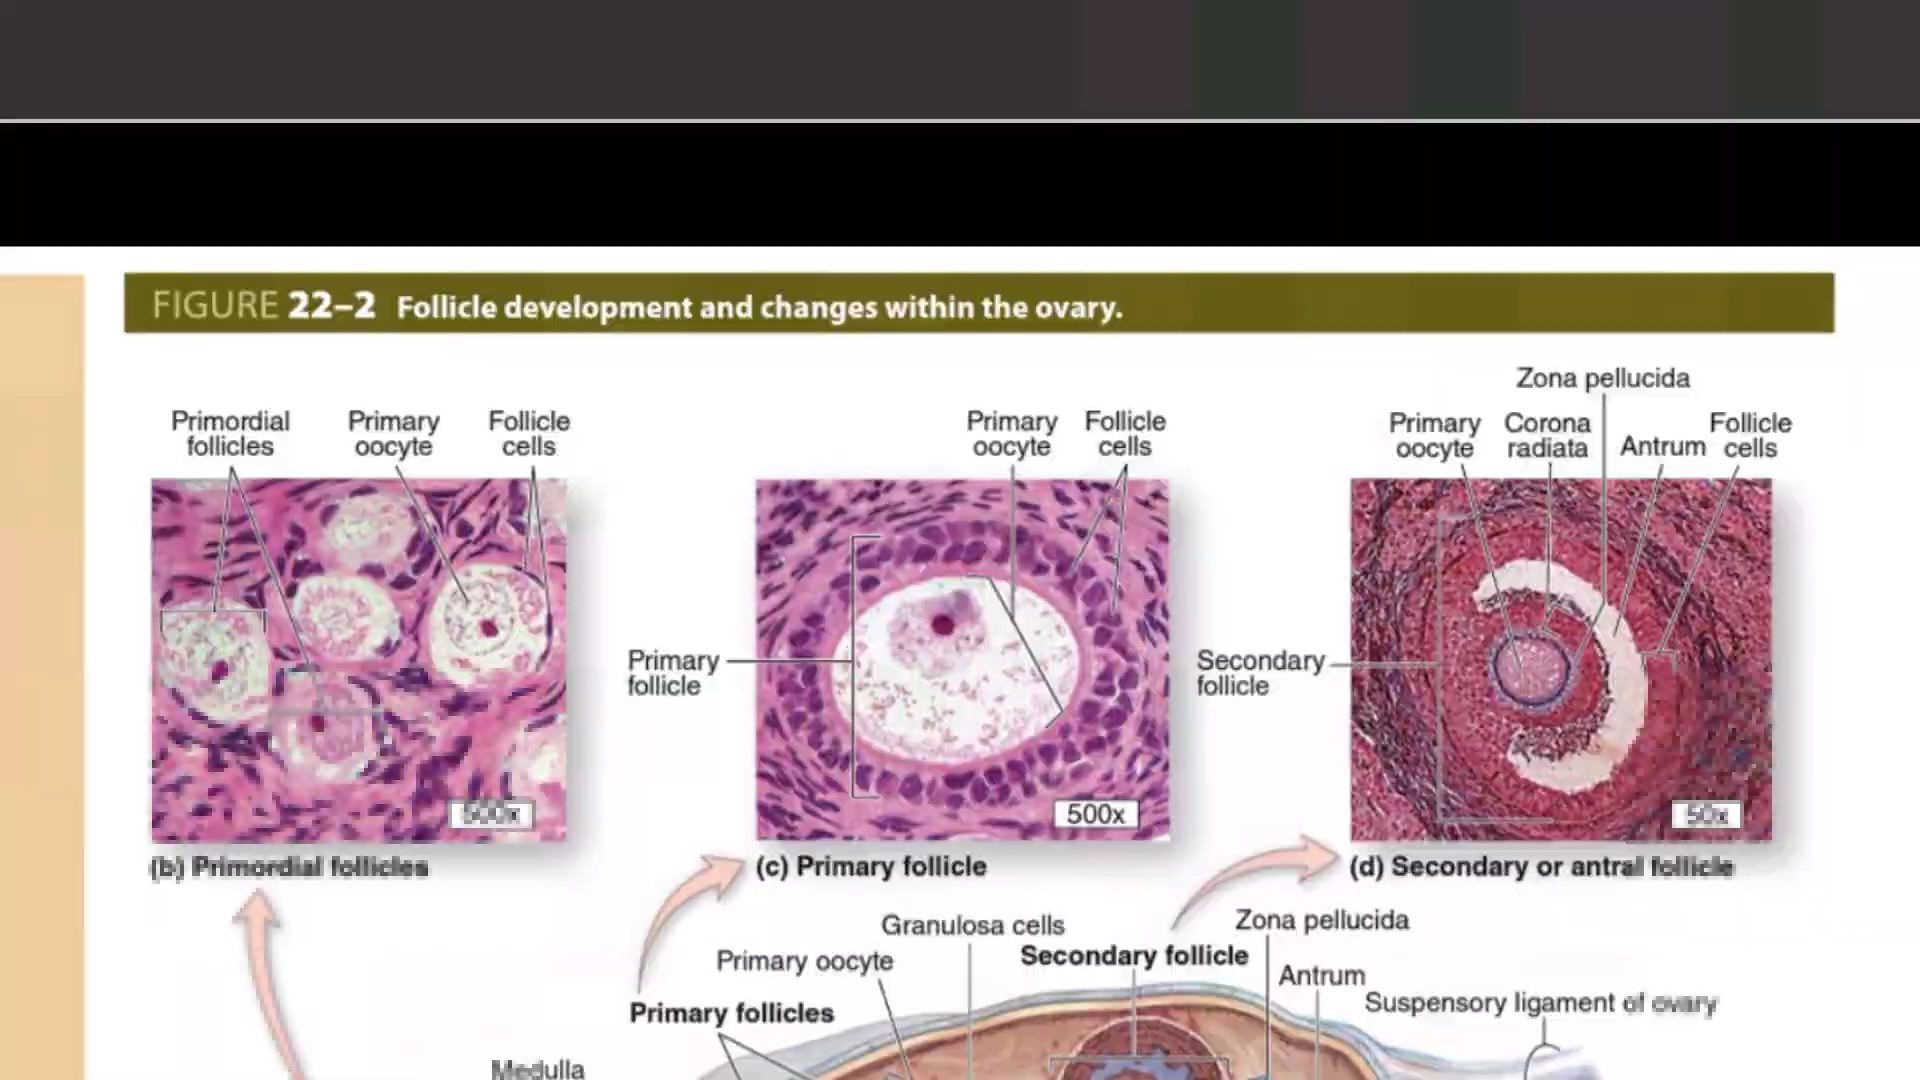 FIGURE 22–2 Follicle development and changes within the ovary.
Primordial
follicles
Primary
oocyte
Follicle
cells
500x
(b) Primordial follicles
Primary
oocyte
Follicle
cells
Primary
follicle
500x
(c) Primary follicle
Zona pellucida
Primary
oocyte
Corona
radiata
Antrum
Follicle
cells
Secondary
follicle
50x
(d) Secondary or antral follicle
Granulosa cells
Zona pellucida
Primary oocyte
Secondary follicle
Antrum
Primary follicles
Suspensory ligament of ovary
Medulla